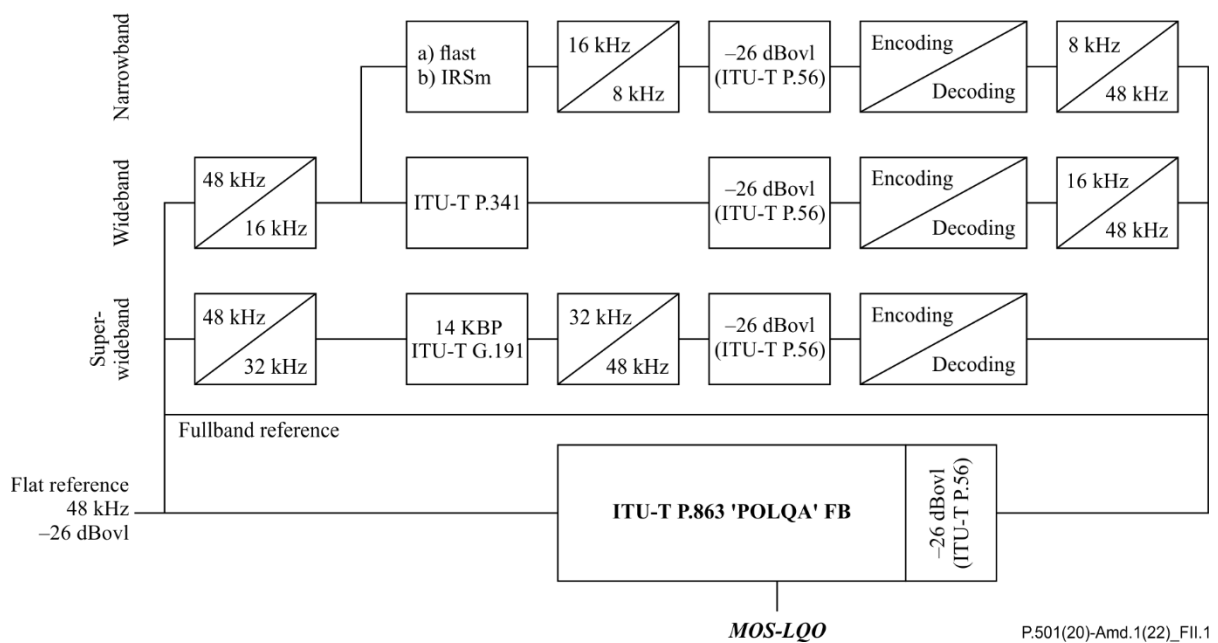 Narrowband
a) flast
b) IRSm
16 kHz
8 kHz
–26 dBovl
(ITU-T P.56)
Encoding
Decoding
8 kHz
48 kHz
Wideband
48 kHz
16 kHz
ITU-T P.341
–26 dBovl
(ITU-T P.56)
Encoding
Decoding
16 kHz
48 kHz
Super-
wideband
48 kHz
32 kHz
14 KBP
ITU-T G.191
32 kHz
48 kHz
–26 dBovl
(ITU-T P.56)
Encoding
Decoding
Fullband reference
Flat reference
48 kHz
–26 dBovl
ITU-T P.863 'POLQA' FB
–26 dBovl
(ITU-T P.56)
MOS-LQO
P.501(20)-Amd.1(22)_FII.1